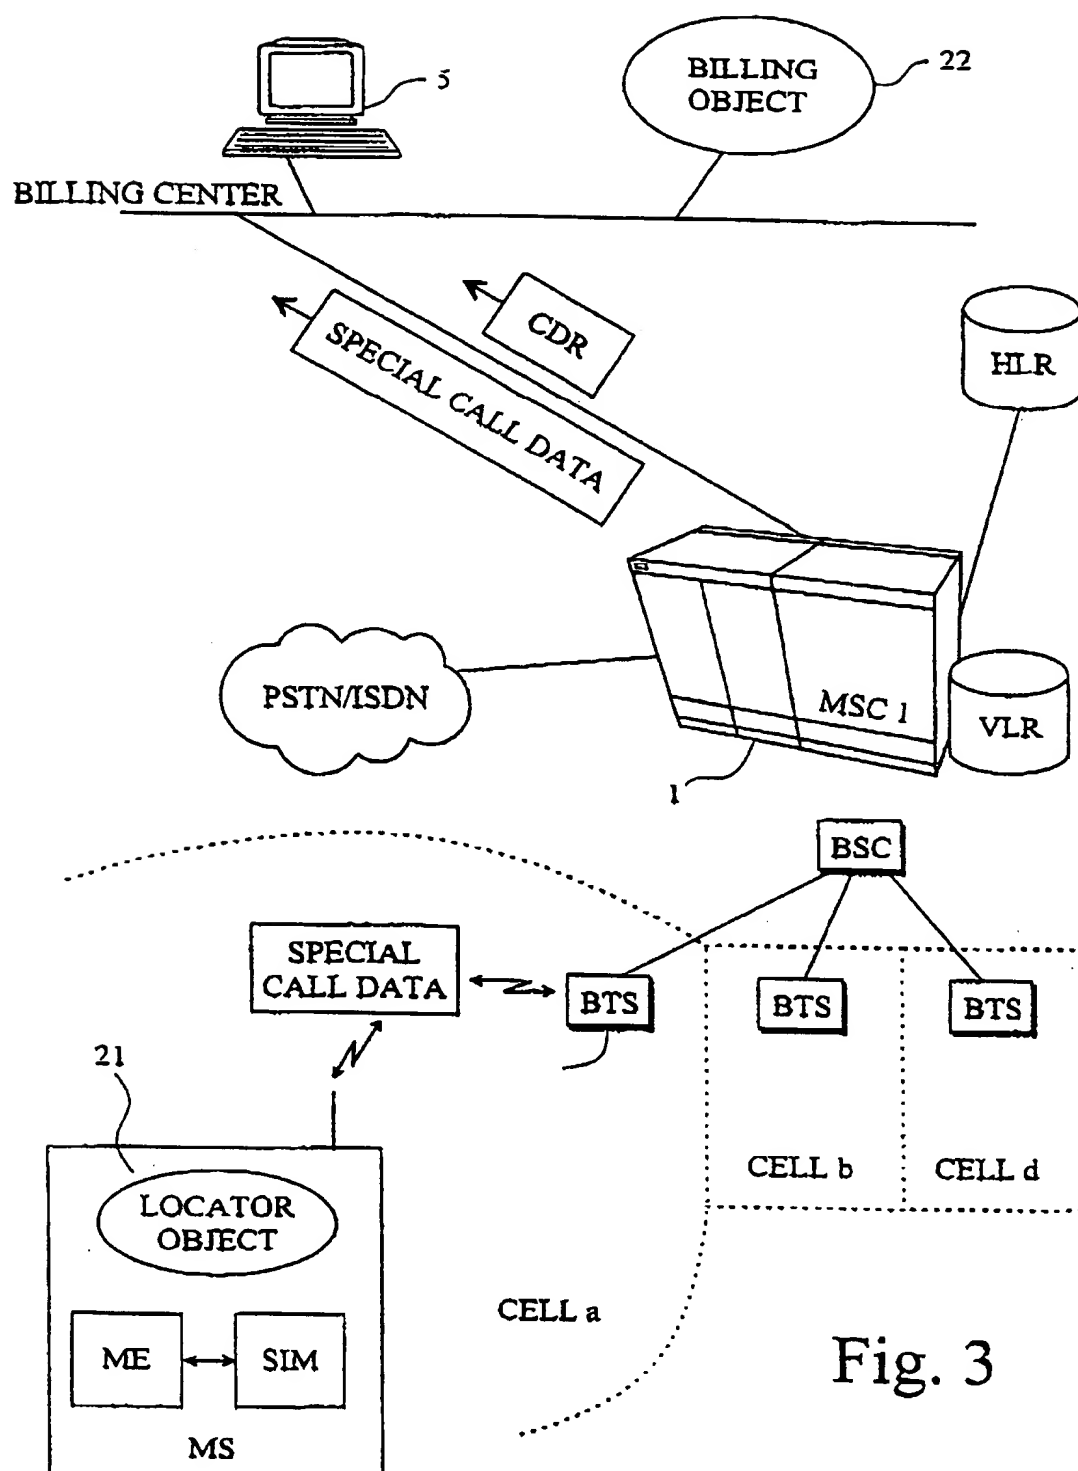 5
BILLING
OBJECT
22
BILLING CENTER
CDR
SPECIAL CALL DATA
HLR
PSTN/ISDN
MSC 1
VLR
1
BSC
SPECIAL
CALL DATA
BTS
BTS
BTS
21
CELL b
CELL d
LOCATOR
OBJECT
CELL a
ME
SIM
Fig. 3
MS